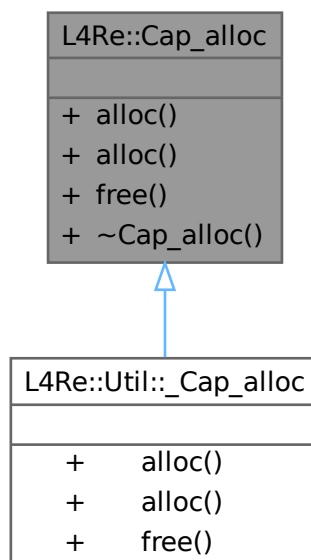 L4Re::Cap_alloc
+ alloc()
+ alloc()
+ free()
+ ~Cap_alloc()
L4Re::Util::_Cap_alloc
+ alloc()
+ alloc()
+ free()